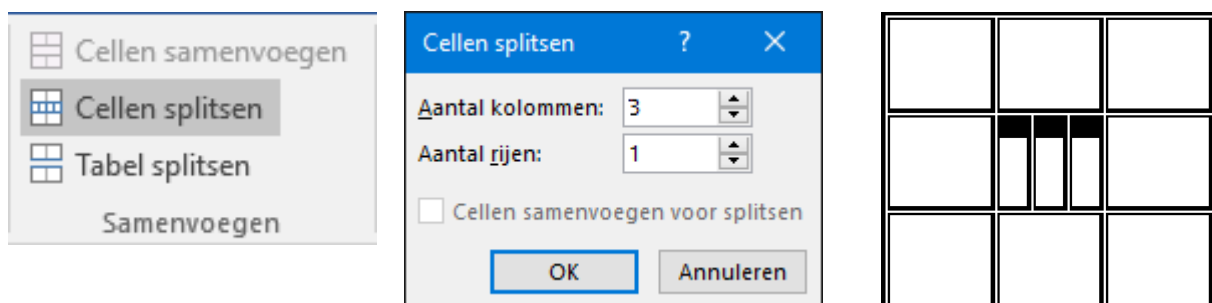 Cellen samenvoegen
Cellen splitsen
Tabel splitsen
Samenvoegen
Cellen splitsen ?
Aantal kolommen: 3
Aantal rijen: 1
Cellen samenvoegen voor splitsen
OK Annuleren